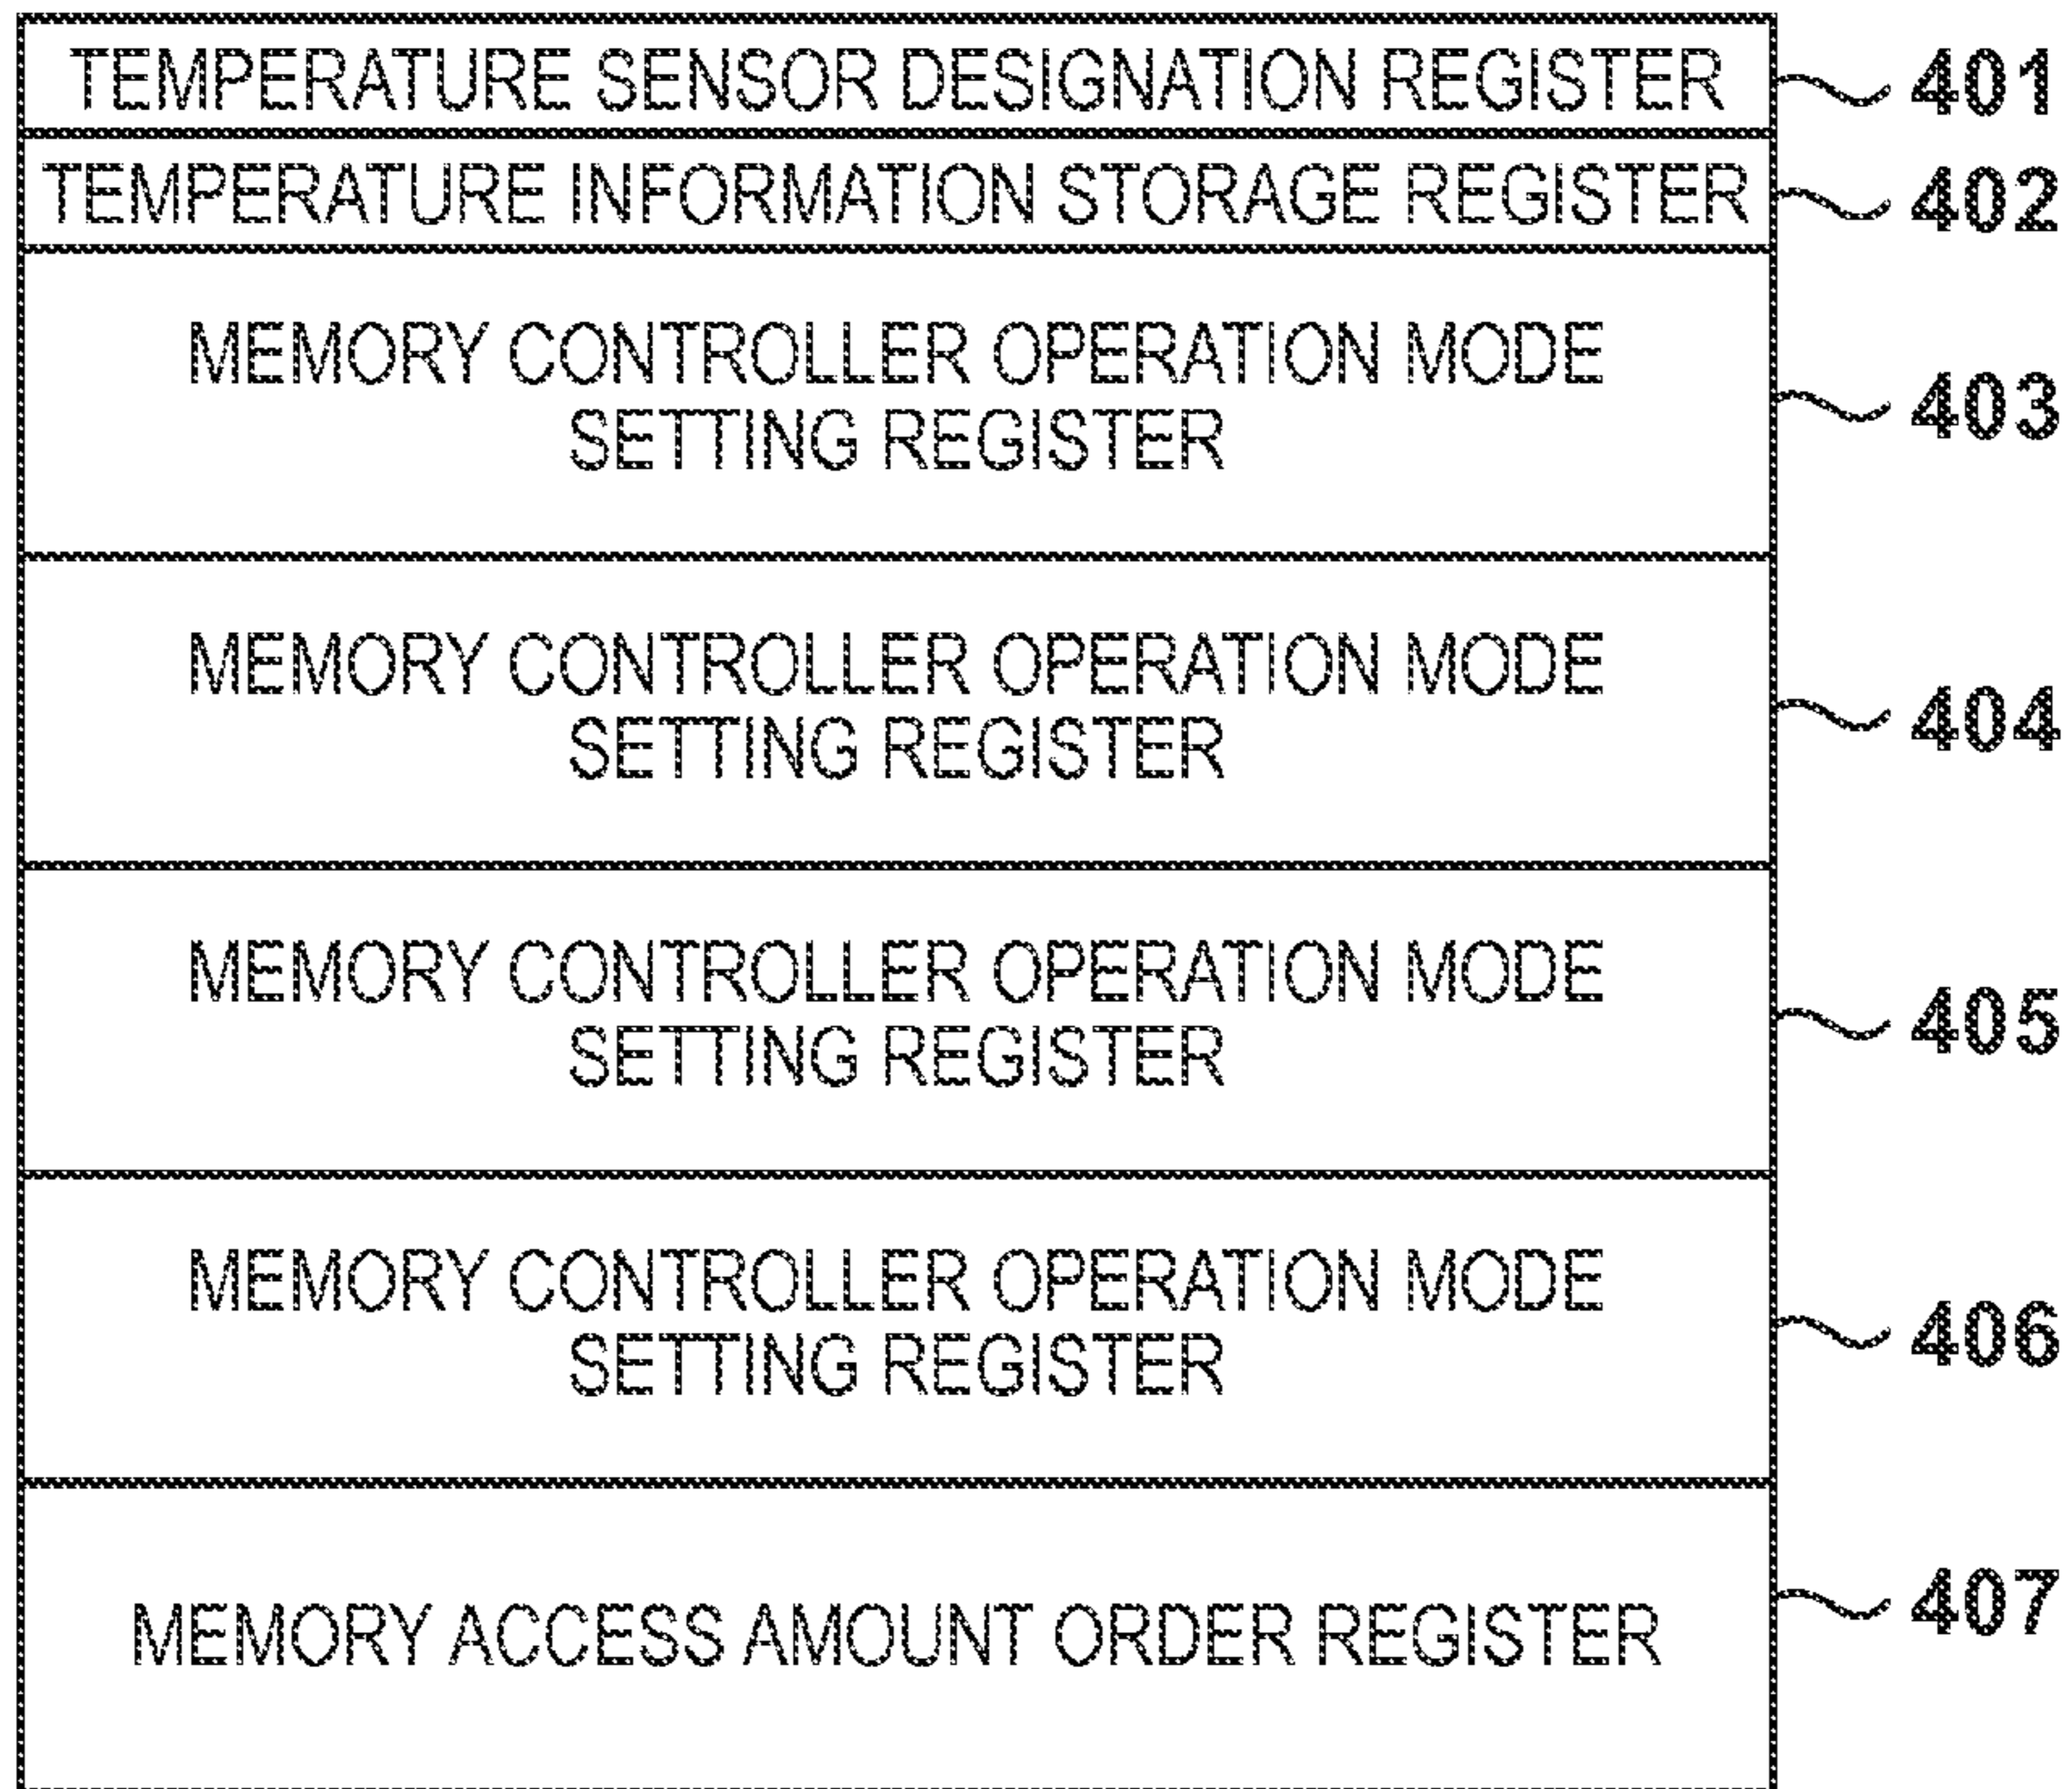 TEMPERATURE SENSOR DESIGNATION REGISTER 401
TEMPERATURE INFORMATION STORAGE REGISTER 402
MEMORY CONTROLLER OPERATION MODE
SETTING REGISTER
403
MEMORY CONTROLLER OPERATION MODE
SETTING REGISTER
404
MEMORY CONTROLLER OPERATION MODE
SETTING REGISTER
405
MEMORY CONTROLLER OPERATION MODE
SETTING REGISTER
406
MEMORY ACCESS AMOUNT ORDER REGISTER 407